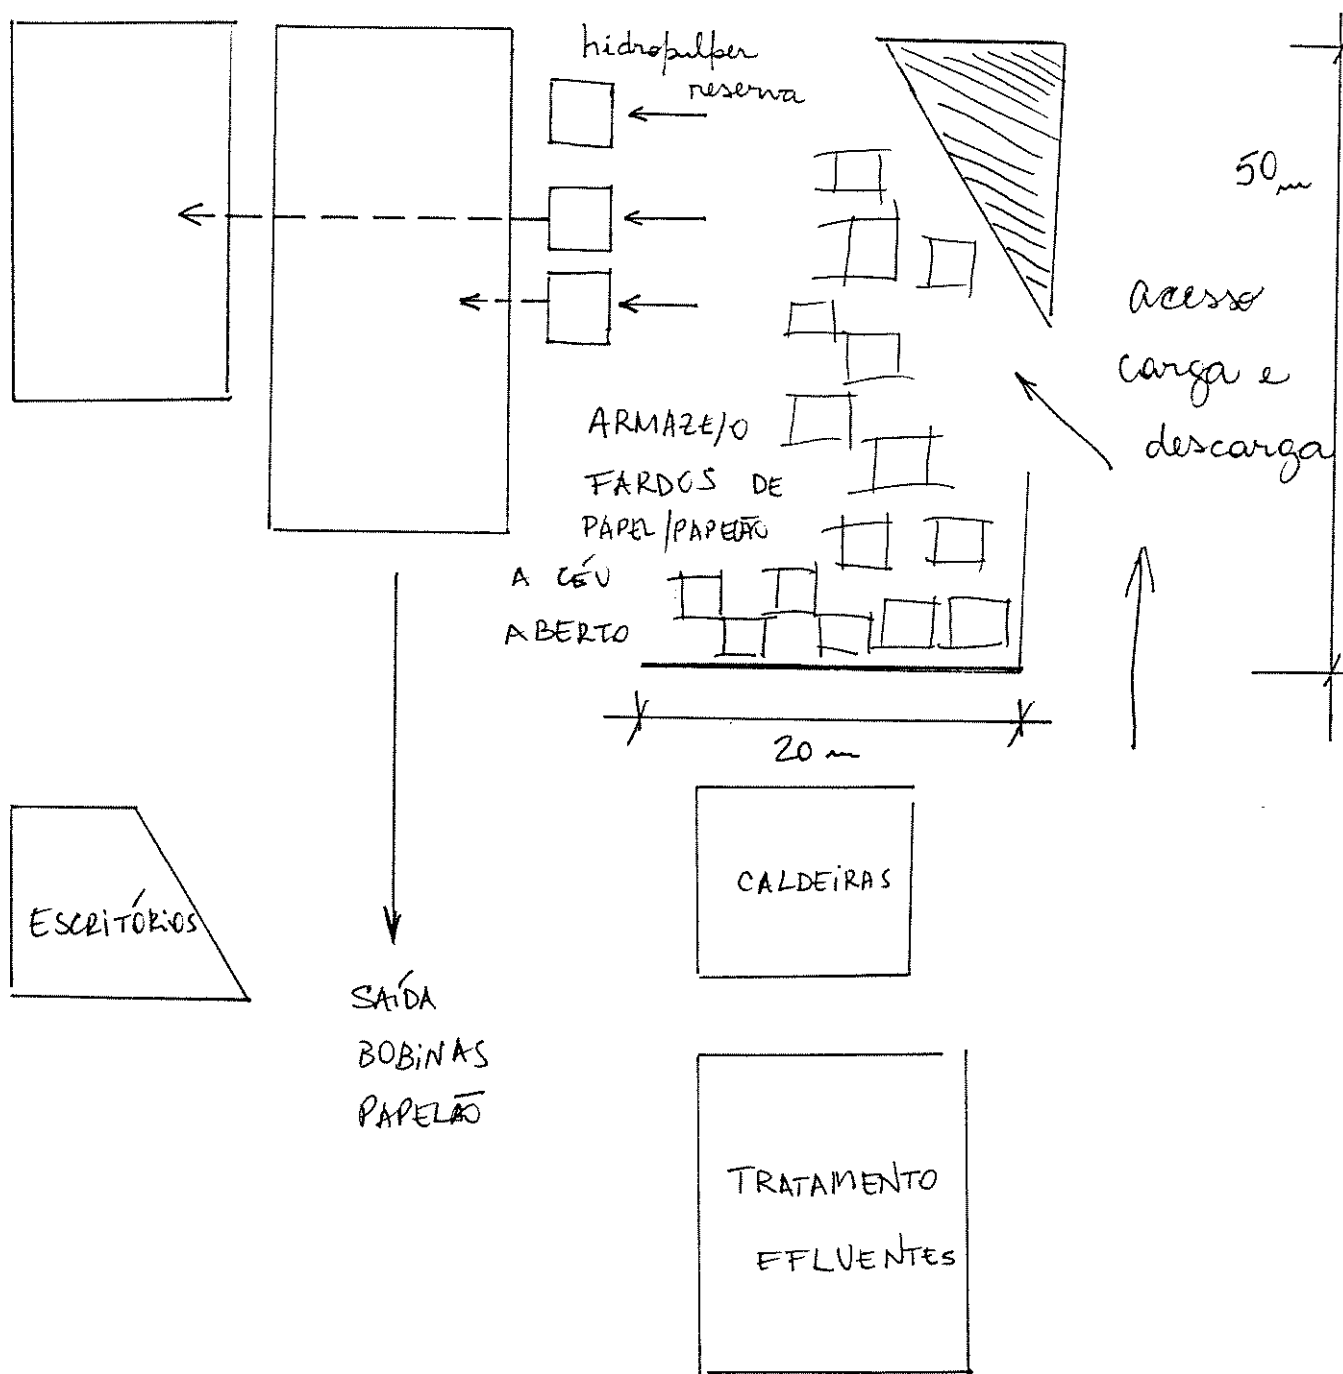 hidropulper
reserva
50 m
acesso
carga e
descarga
ARMAZE/O
FARDOS DE
PAPEL/PAPELÃO
A CÉU
ABERTO
20 m
CALDEIRAS
ESCRITÓRIOS
SAÍDA
BOBINAS
PAPELÃO
TRATAMENTO
EFLUENTES